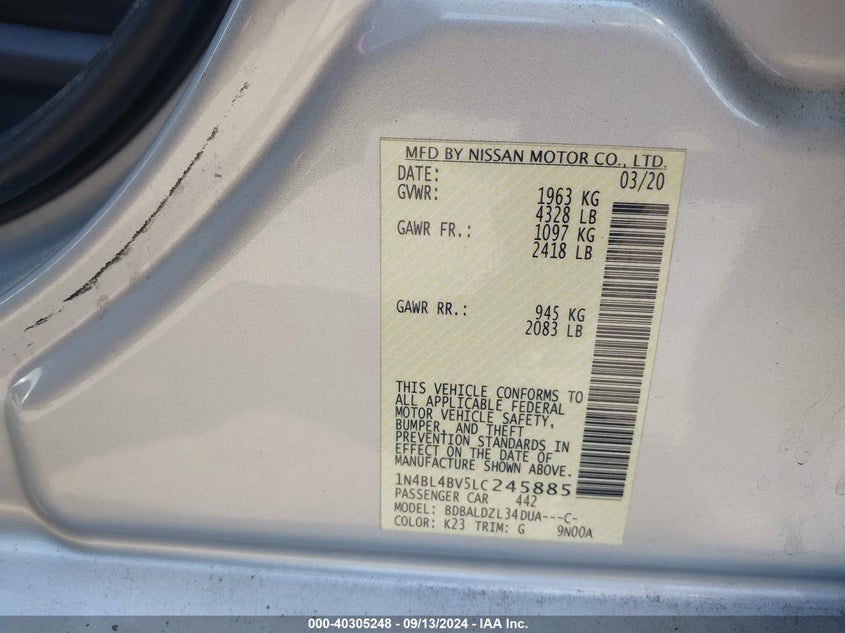 MFD BY NISSAN MOTOR CO., LTD.
DATE: 03/20
GVWR: 1963 KG
4328 LB
GAWR FR.: 1097 KG
2418 LB
GAWR RR.: 945 KG
2083 LB
THIS VEHICLE CONFORMS TO
ALL APPLICABLE FEDERAL
MOTOR VEHICLE SAFETY,
BUMPER, AND THEFT
PREVENTION STANDARDS IN
EFFECT ON THE DATE OF
MANUFACTURE SHOWN ABOVE.
1N4BL4BV5LC245885
PASSENGER CAR 442
MODEL: BDBALDZL34DUA---C-
COLOR: K23 TRIM: G 9N00A
000-40305248 - 09/13/2024 - IAA Inc.